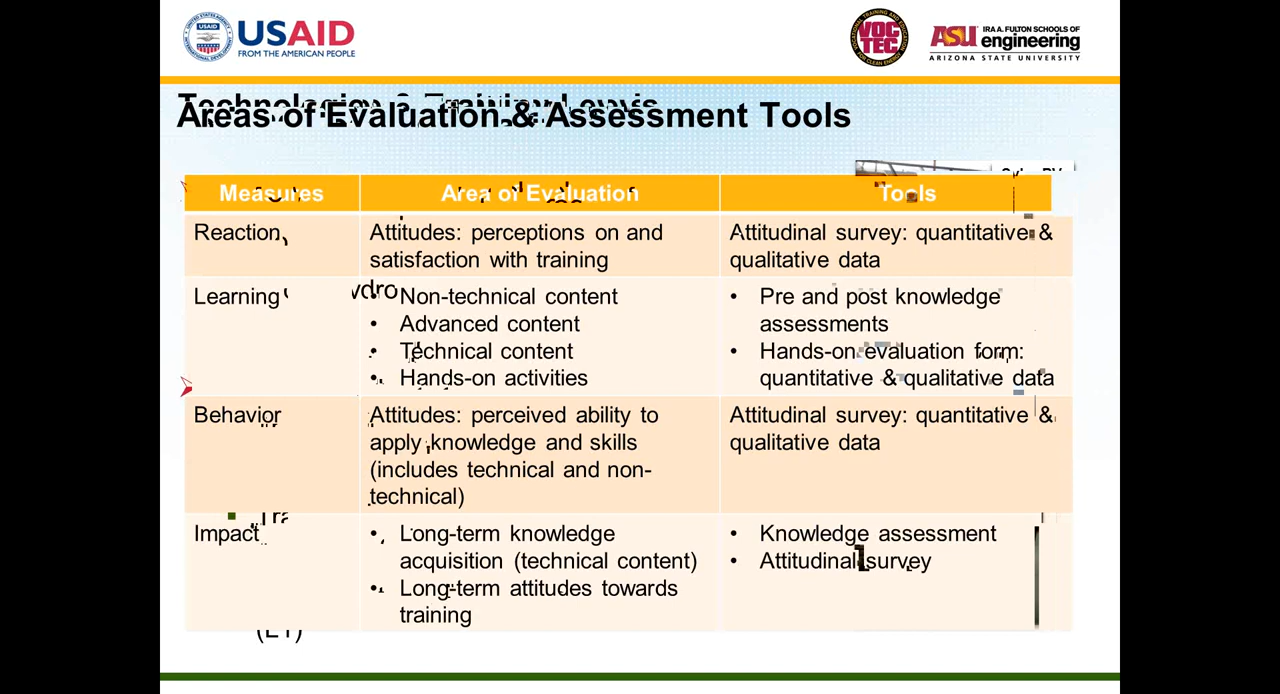 USAID
FROM THE AMERICAN PEOPLE
VOC
TEC
ASU IRA A. FULTON SCHOOLS OF
engineering
ARIZONA STATE UNIVERSITY
Areas of Evaluation & Assessment Tools
Measures Area of Evaluation Tools
Reaction
Attitudes: perceptions on and
satisfaction with training
Attitudinal survey: quantitative &
qualitative data
Learning
• Non-technical content
• Advanced content
• Technical content
• Hands-on activities
• Pre and post knowledge
assessments
• Hands-on evaluation form:
quantitative & qualitative data
Behavior
Attitudes: perceived ability to
apply knowledge and skills
(includes technical and non-
technical)
Attitudinal survey: quantitative &
qualitative data
Impact
• Long-term knowledge
acquisition (technical content)
• Long-term attitudes towards
training
• Knowledge assessment
• Attitudinal survey